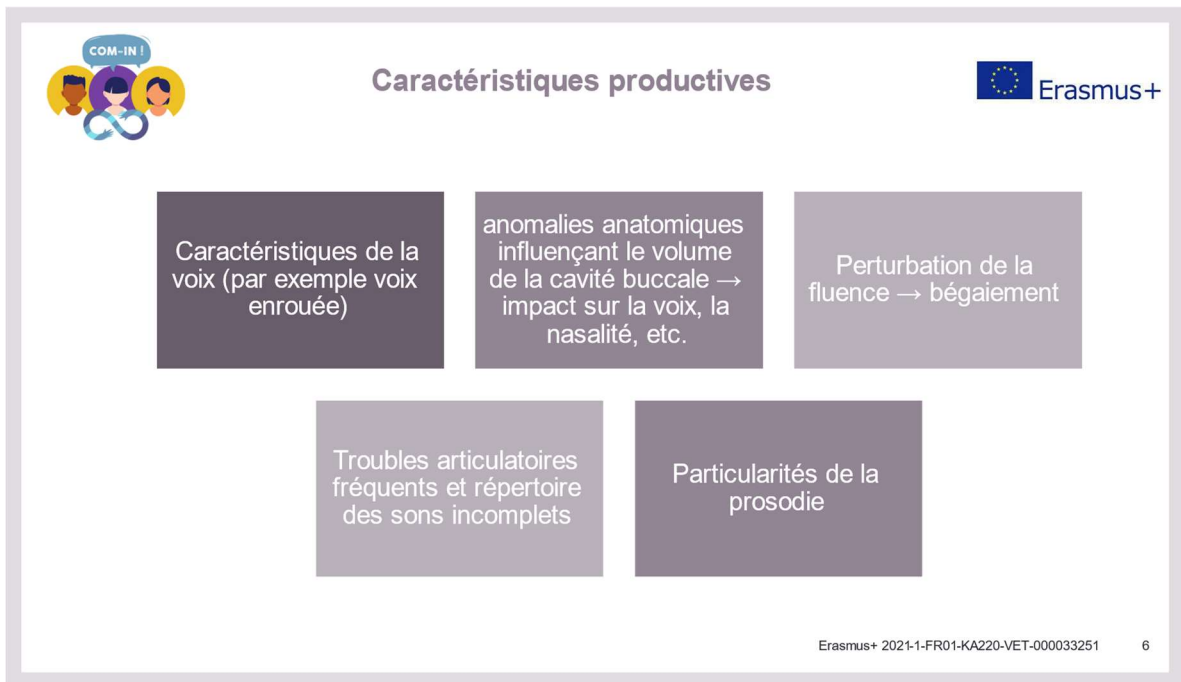 COM-IN !
Caractéristiques productives
Erasmus+
Caractéristiques de la
voix (par exemple voix
enrouée)
anomalies anatomiques
influençant le volume
de la cavité buccale →
impact sur la voix, la
nasalité, etc.
Perturbation de la
fluence → bégaiement
Troubles articulatoires
fréquents et répertoire
des sons incomplets
Particularités de la
prosodie
Erasmus+ 2021-1-FR01-KA220-VET-000033251 6